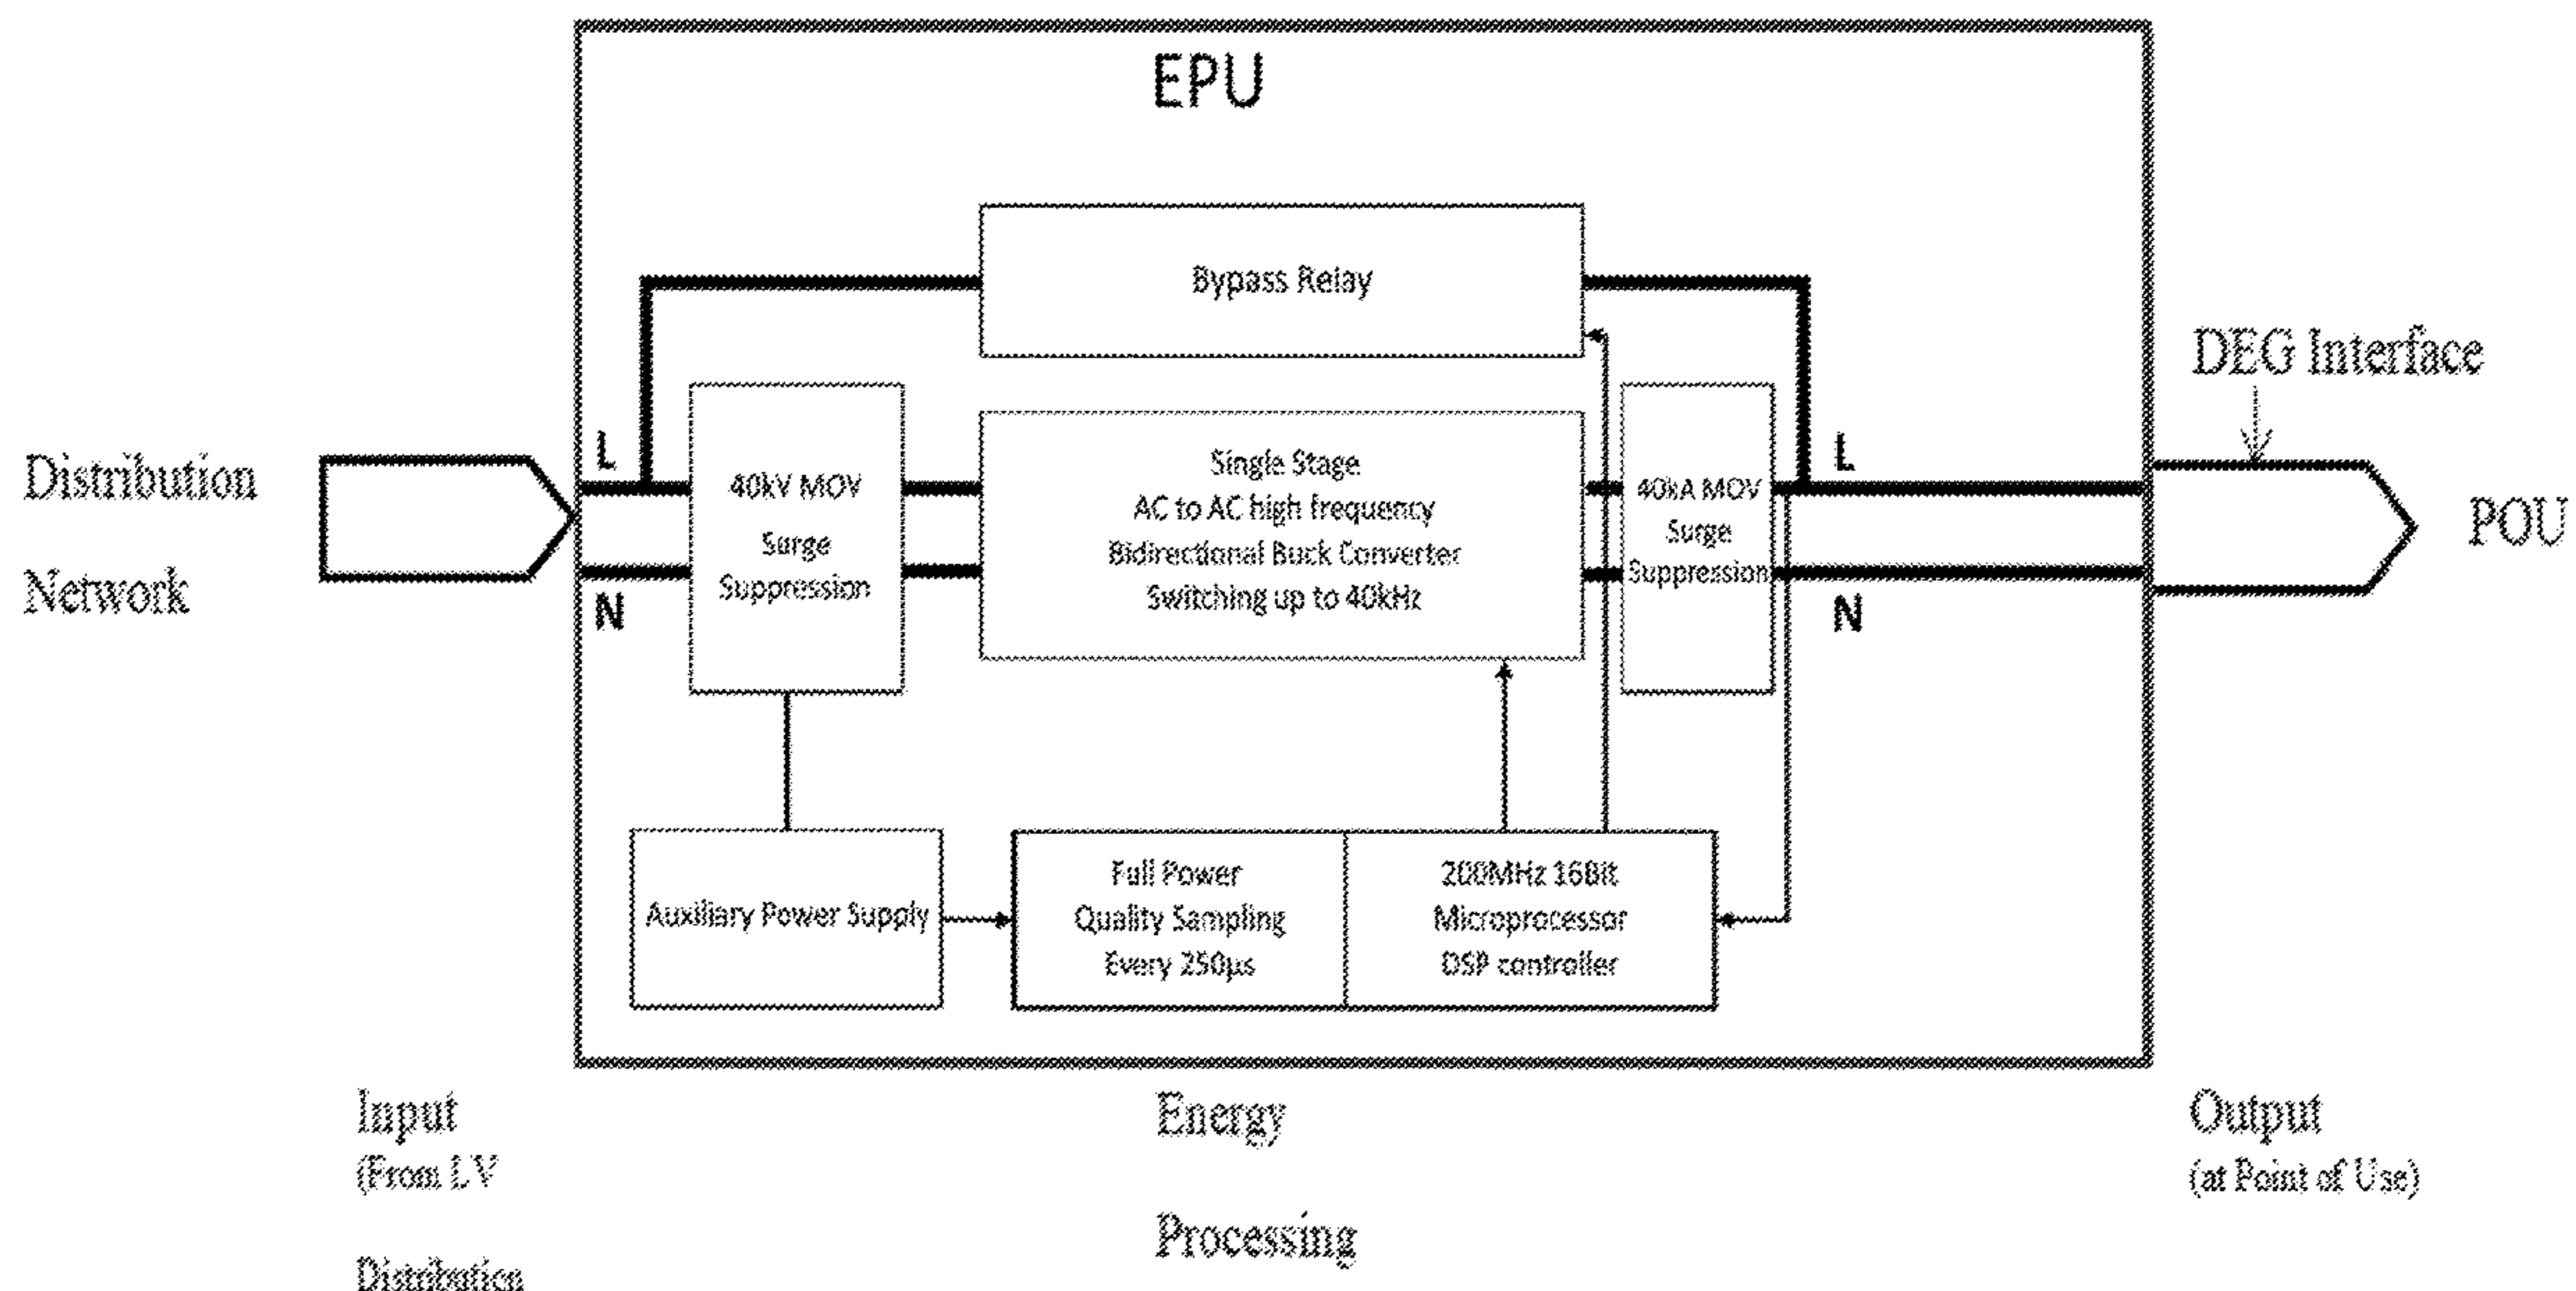 EPU
Bypass Relay
DEG Interface
Distribution
Network
L
N
40kV MOV
Surge
Suppression
Single Stage
AC to AC high frequency
Bidirectional Buck Converter
Switching up to 40kHz
40kA MOV
Surge
Suppression
L
N
POU
Auxiliary Power Supply
Full Power
Quality Sampling
Every 250µs
200MHz 16Bit
Microprocessor
DSP controller
Input
(From LV
Distribution
Energy
Processing
Output
(at Point of Use)